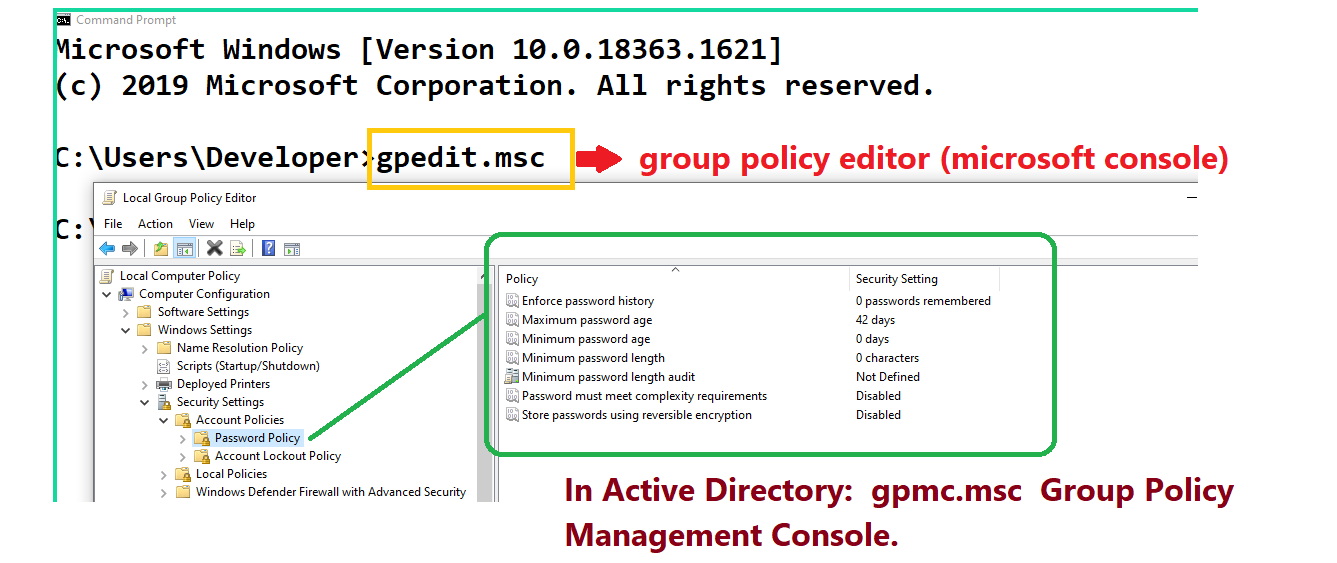 Command Prompt
Microsoft Windows [Version 10.0.18363.1621]
(c) 2019 Microsoft Corporation. All rights reserved.
C:\Users\Developer>gpedit.msc
group policy editor (microsoft console)
C:\
Local Group Policy Editor
File Action View Help
Local Computer Policy
Computer Configuration
Software Settings
Windows Settings
Name Resolution Policy
Scripts (Startup/Shutdown)
Deployed Printers
Security Settings
Account Policies
Password Policy
Account Lockout Policy
Local Policies
Windows Defender Firewall with Advanced Security
Policy Security Setting
Enforce password history 0 passwords remembered
Maximum password age 42 days
Minimum password age 0 days
Minimum password length 0 characters
Minimum password length audit Not Defined
Password must meet complexity requirements Disabled
Store passwords using reversible encryption Disabled
In Active Directory: gpmc.msc Group Policy
Management Console.